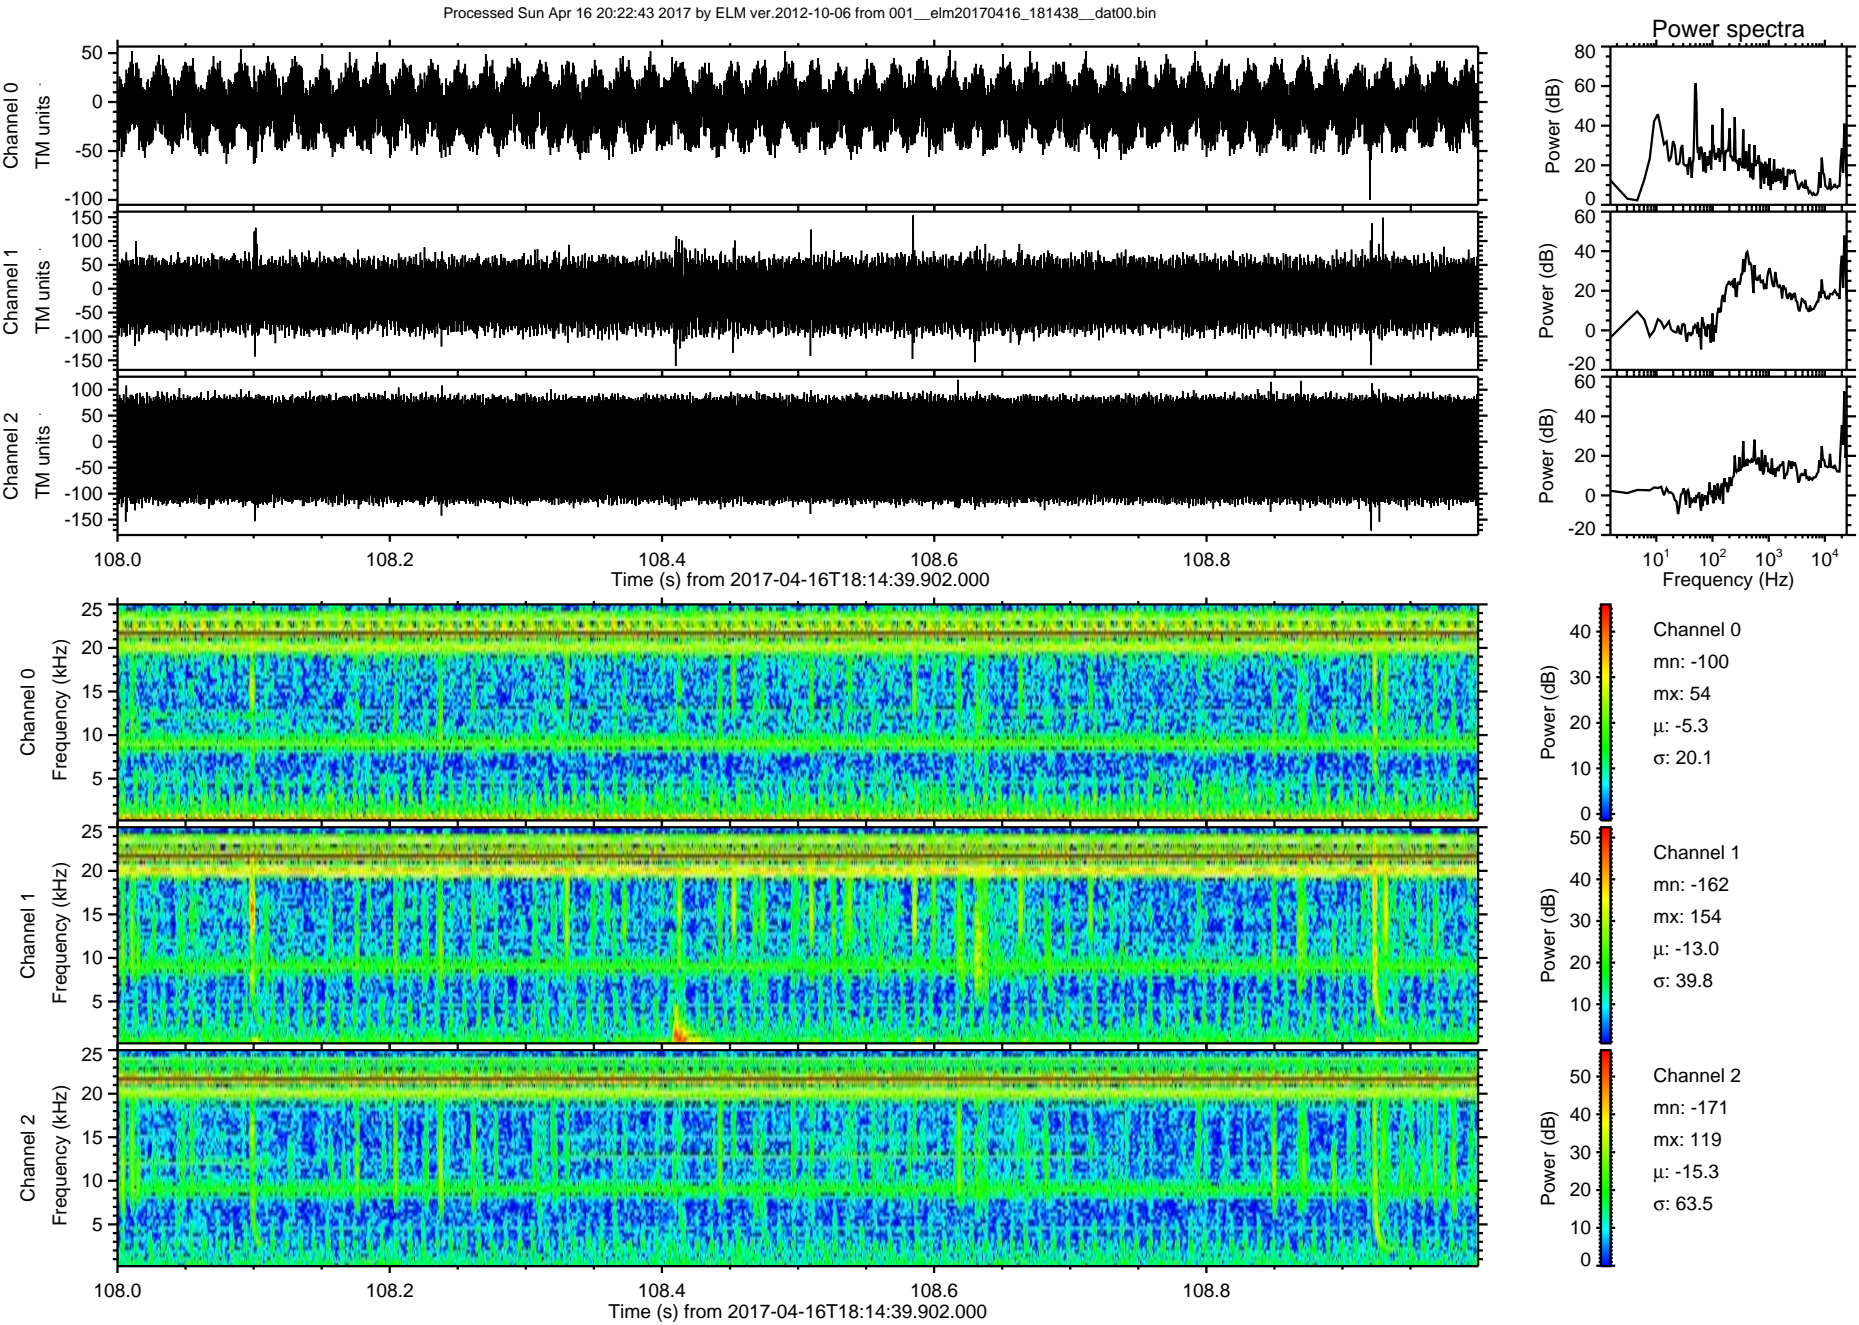 Processed Sun Apr 16 20:22:43 2017 by ELM ver.2012-10-06 from 001__elm20170416_181438__dat00.bin
Power spectra
Channel 0
TM units
50
0
-50
-100
Power (dB)
80
60
40
20
0
Channel 1
TM units
150
100
50
0
-50
-100
-150
Power (dB)
60
40
20
0
-20
Channel 2
TM units
100
50
0
-50
-100
-150
Power (dB)
60
40
20
0
-20
108.0 108.2 108.4 108.6 108.8
Time (s) from 2017-04-16T18:14:39.902.000
10¹ 10² 10³ 10⁴
Frequency (Hz)
Channel 0
Frequency (kHz)
25
20
15
10
5
Power (dB)
40
30
20
10
0
Channel 0
mn: -100
mx: 54
μ: -5.3
σ: 20.1
Channel 1
Frequency (kHz)
25
20
15
10
5
Power (dB)
50
40
30
20
10
Channel 1
mn: -162
mx: 154
μ: -13.0
σ: 39.8
Channel 2
Frequency (kHz)
25
20
15
10
5
Power (dB)
50
40
30
20
10
0
Channel 2
mn: -171
mx: 119
μ: -15.3
σ: 63.5
108.0 108.2 108.4 108.6 108.8
Time (s) from 2017-04-16T18:14:39.902.000